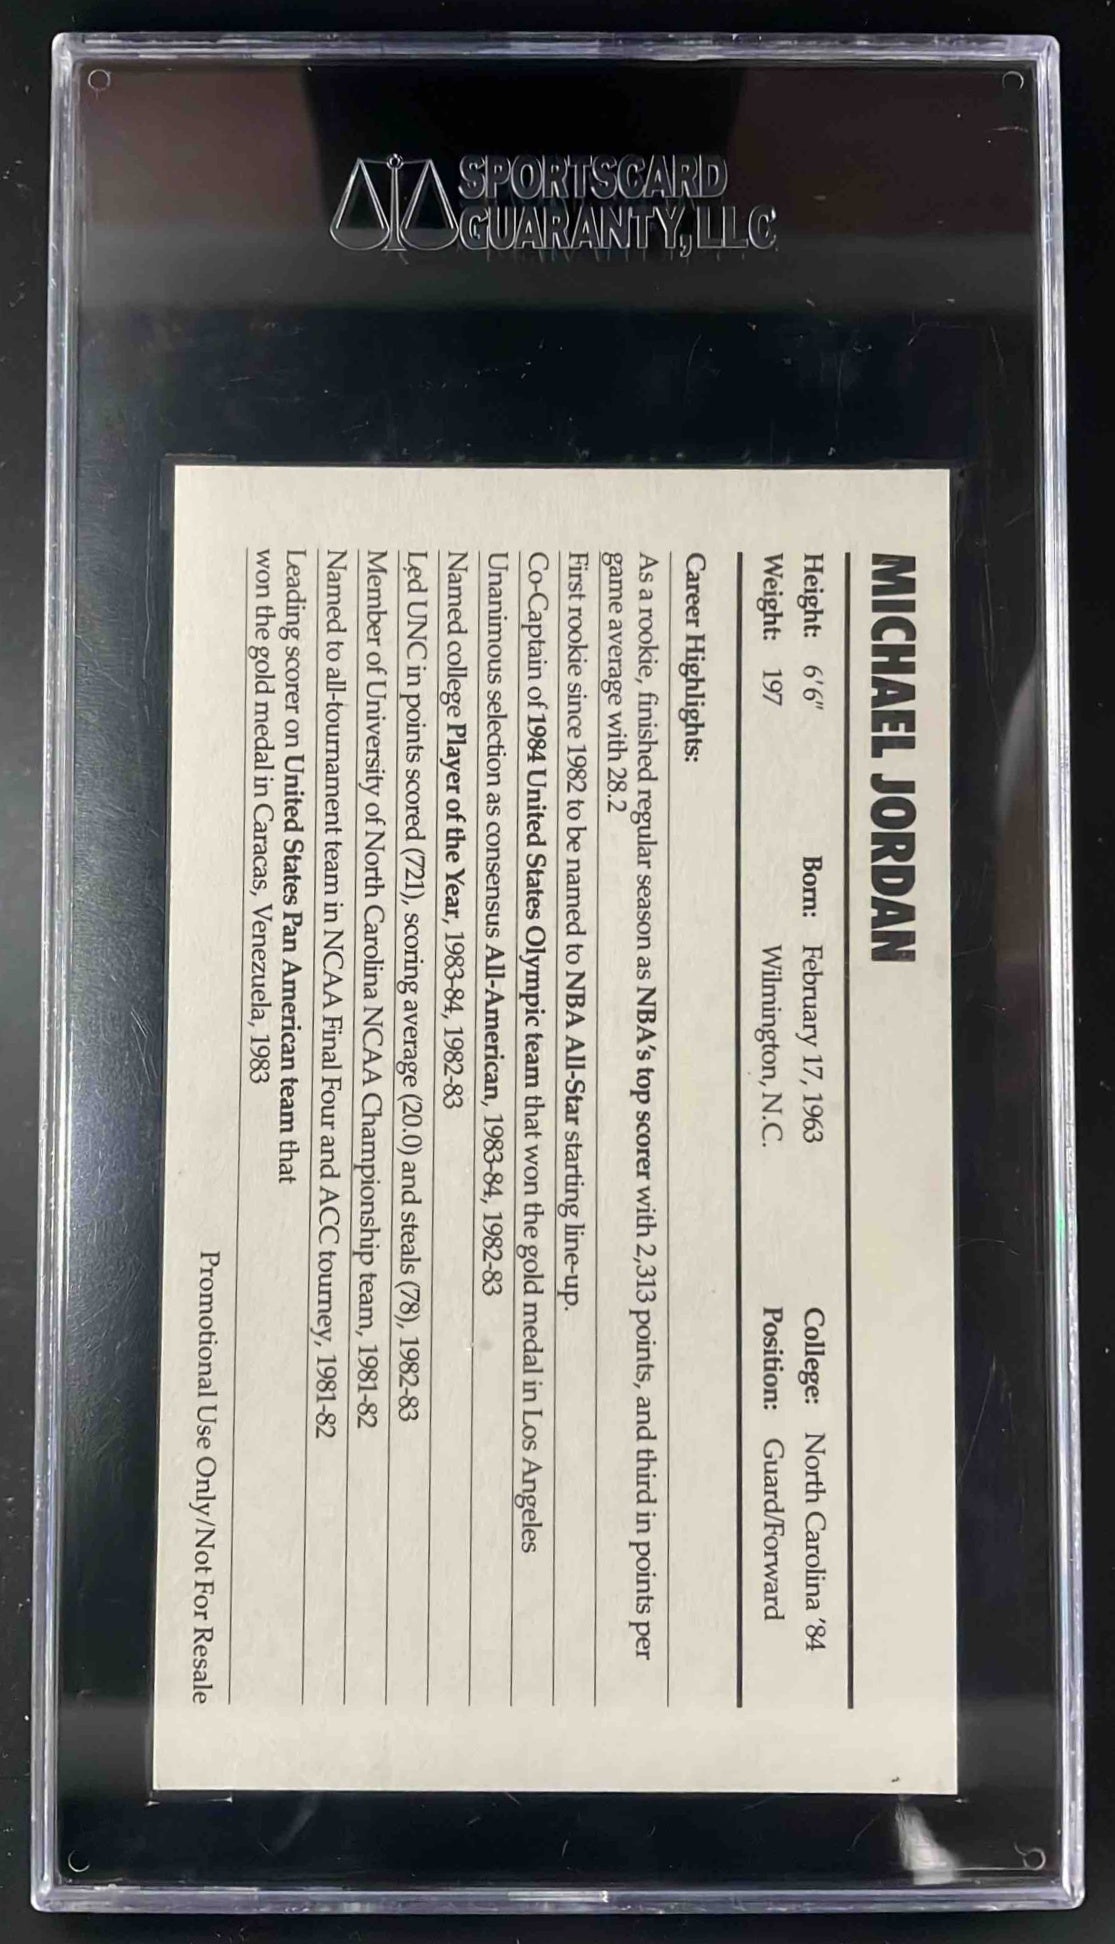 SPORTSCARD
GUARANTY, LLC
MICHAEL JORDAN
Height: 6'6" Born: February 17, 1963 College: North Carolina '84
Weight: 197 Wilmington, N.C. Position: Guard/Forward
Career Highlights:
As a rookie, finished regular season as NBA's top scorer with 2,313 points, and third in points per
game average with 28.2
First rookie since 1982 to be named to NBA All-Star starting line-up.
Co-Captain of 1984 United States Olympic team that won the gold medal in Los Angeles
Unanimous selection as consensus All-American, 1983-84, 1982-83
Named college Player of the Year, 1983-84, 1982-83
Led UNC in points scored (721), scoring average (20.0) and steals (78), 1982-83
Member of University of North Carolina NCAA Championship team, 1981-82
Named to all-tournament team in NCAA Final Four and ACC tourney, 1981-82
Leading scorer on United States Pan American team that
won the gold medal in Caracas, Venezuela, 1983
Promotional Use Only/Not For Resale